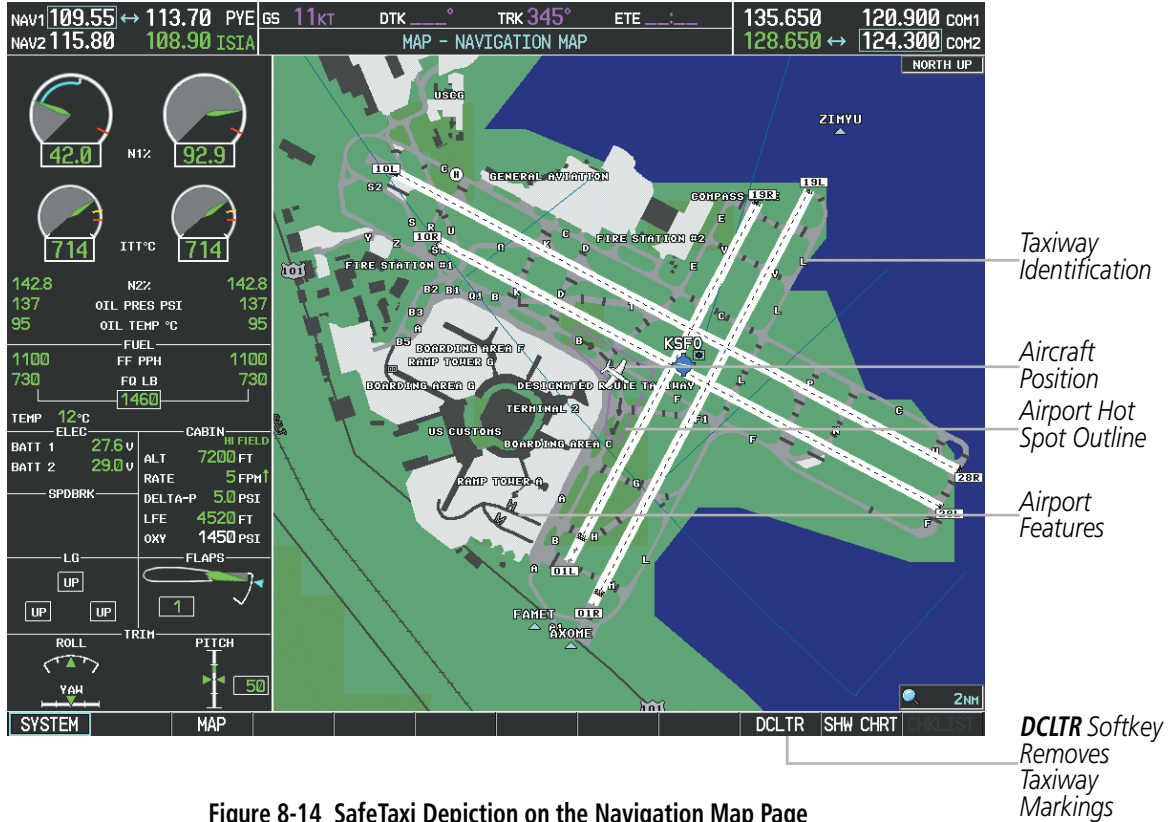 NAV1 109.55 ↔ 113.70 PYE
NAV2 115.80 108.90 ISIA
GS 11KT DTK ___° TRK 345° ETE __:__
MAP - NAVIGATION MAP
135.650 120.900 COM1
128.650 ↔ 124.300 COM2
NORTH UP
42.0 N1% 92.9
714 ITT°C 714
142.8 N2% 142.8
137 OIL PRES PSI 137
95 OIL TEMP °C 95
FUEL
1100 FF PPH 1100
730 FQ LB 730
1460
TEMP 12°C
ELEC
BATT 1 27.6 V
BATT 2 29.0 V
SPDBRK
CABIN
HI FIELD
ALT 7200 FT
RATE 5 FPM↑
DELTA-P 5.0 PSI
LFE 4520 FT
OXY 1450 PSI
LG
UP
UP UP
FLAPS
1
TRIM
ROLL PITCH
YAW
50
USCG
ZIMYU
10L
C H GENERAL AVIATION
S2
COMPASS 19R
19L
S R U
10R
Y Z
Q K C D
FIRE STATION #2
E
V
L
E
V
FIRE STATION #1
101
B2 B1 Q1 B K D
T
C
L
B3
A
B5
BOARDING AREA F
RAMP TOWER G
B
KSFO
BOARDING AREA G
DESIGNATED ROUTE TAXIWAY
L
P
TERMINAL 2
F
F1
C
US CUSTOMS
BOARDING AREA C
F
N
RAMP TOWER A
G
28R
A
H
M
28L
F
B H
A
01L
L
H
FAMET
01R
A1
AXOME
101
2NM
SYSTEM MAP DCLTR SHW CHRT CHKLIST
Taxiway
Identification
Aircraft
Position
Airport Hot
Spot Outline
Airport
Features
DCLTR Softkey
Removes
Taxiway
Markings
Figure 8-14 SafeTaxi Depiction on the Navigation Map Page